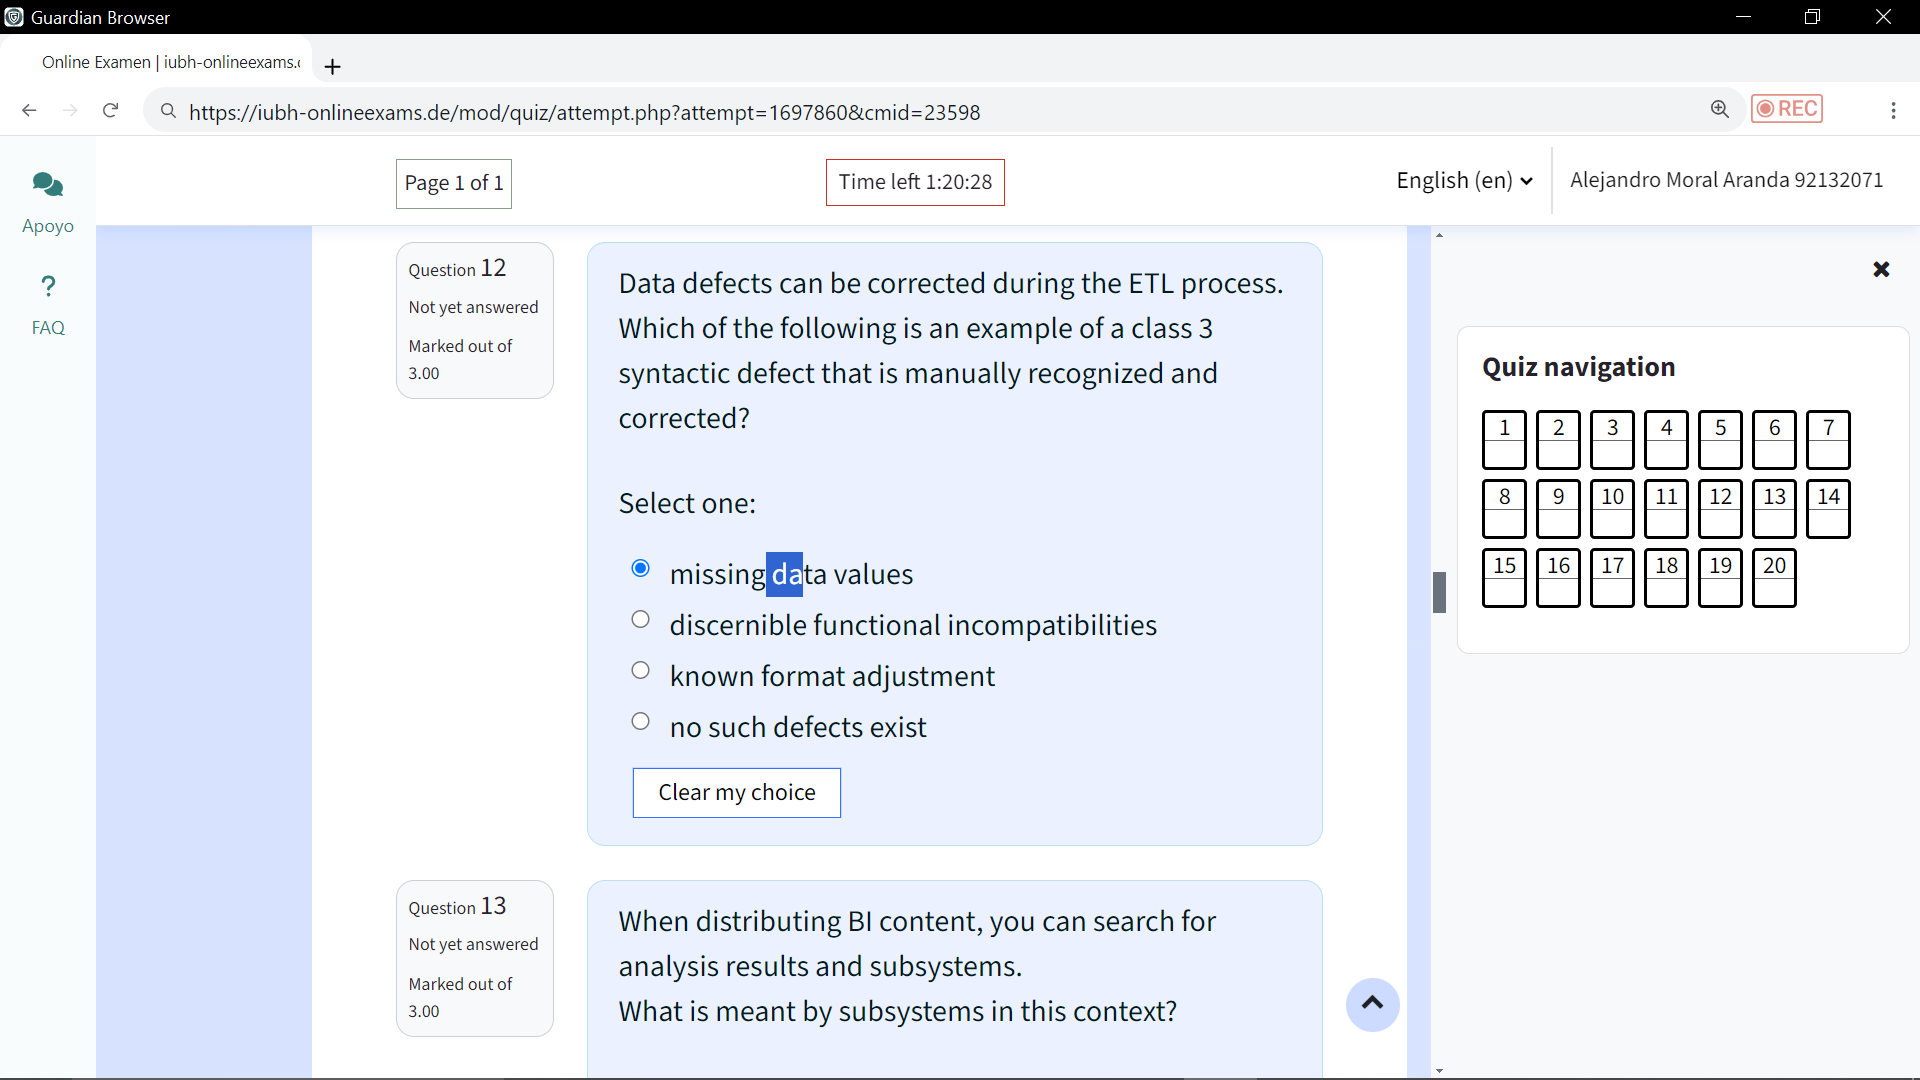 Guardian Browser
Online Examen | iubh-onlineexams.
https://iubh-onlineexams.de/mod/quiz/attempt.php?attempt=1697860&cmid=23598
REC
Page 1 of 1
Time left 1:20:28
English (en)
Alejandro Moral Aranda 92132071
Apoyo
?
FAQ
Question 12
Not yet answered
Marked out of
3.00
Data defects can be corrected during the ETL process.
Which of the following is an example of a class 3
syntactic defect that is manually recognized and
corrected?
Select one:
missing data values
discernible functional incompatibilities
known format adjustment
no such defects exist
Clear my choice
Question 13
Not yet answered
Marked out of
3.00
When distributing BI content, you can search for
analysis results and subsystems.
What is meant by subsystems in this context?
Quiz navigation
1 2 3 4 5 6 7
8 9 10 11 12 13 14
15 16 17 18 19 20